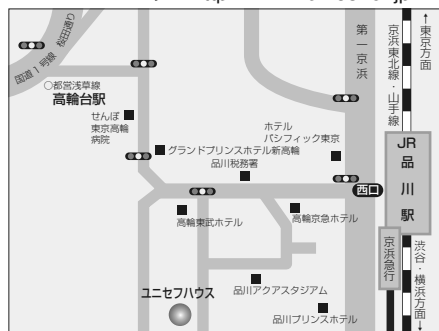 国道1号線 桜田通り
○都営浅草線
高輪台駅
せんぽ
東京高輪
病院
グランドプリンスホテル新高輪
品川税務署
ホテル
パシフィック東京
第一京浜
京浜東北線・山手線
↑東京方面
JR品川駅
西口
高輪東武ホテル
高輪京急ホテル
京浜急行
渋谷・横浜方面↓
ユニセフハウス
品川アクアスタジアム
品川プリンスホテル